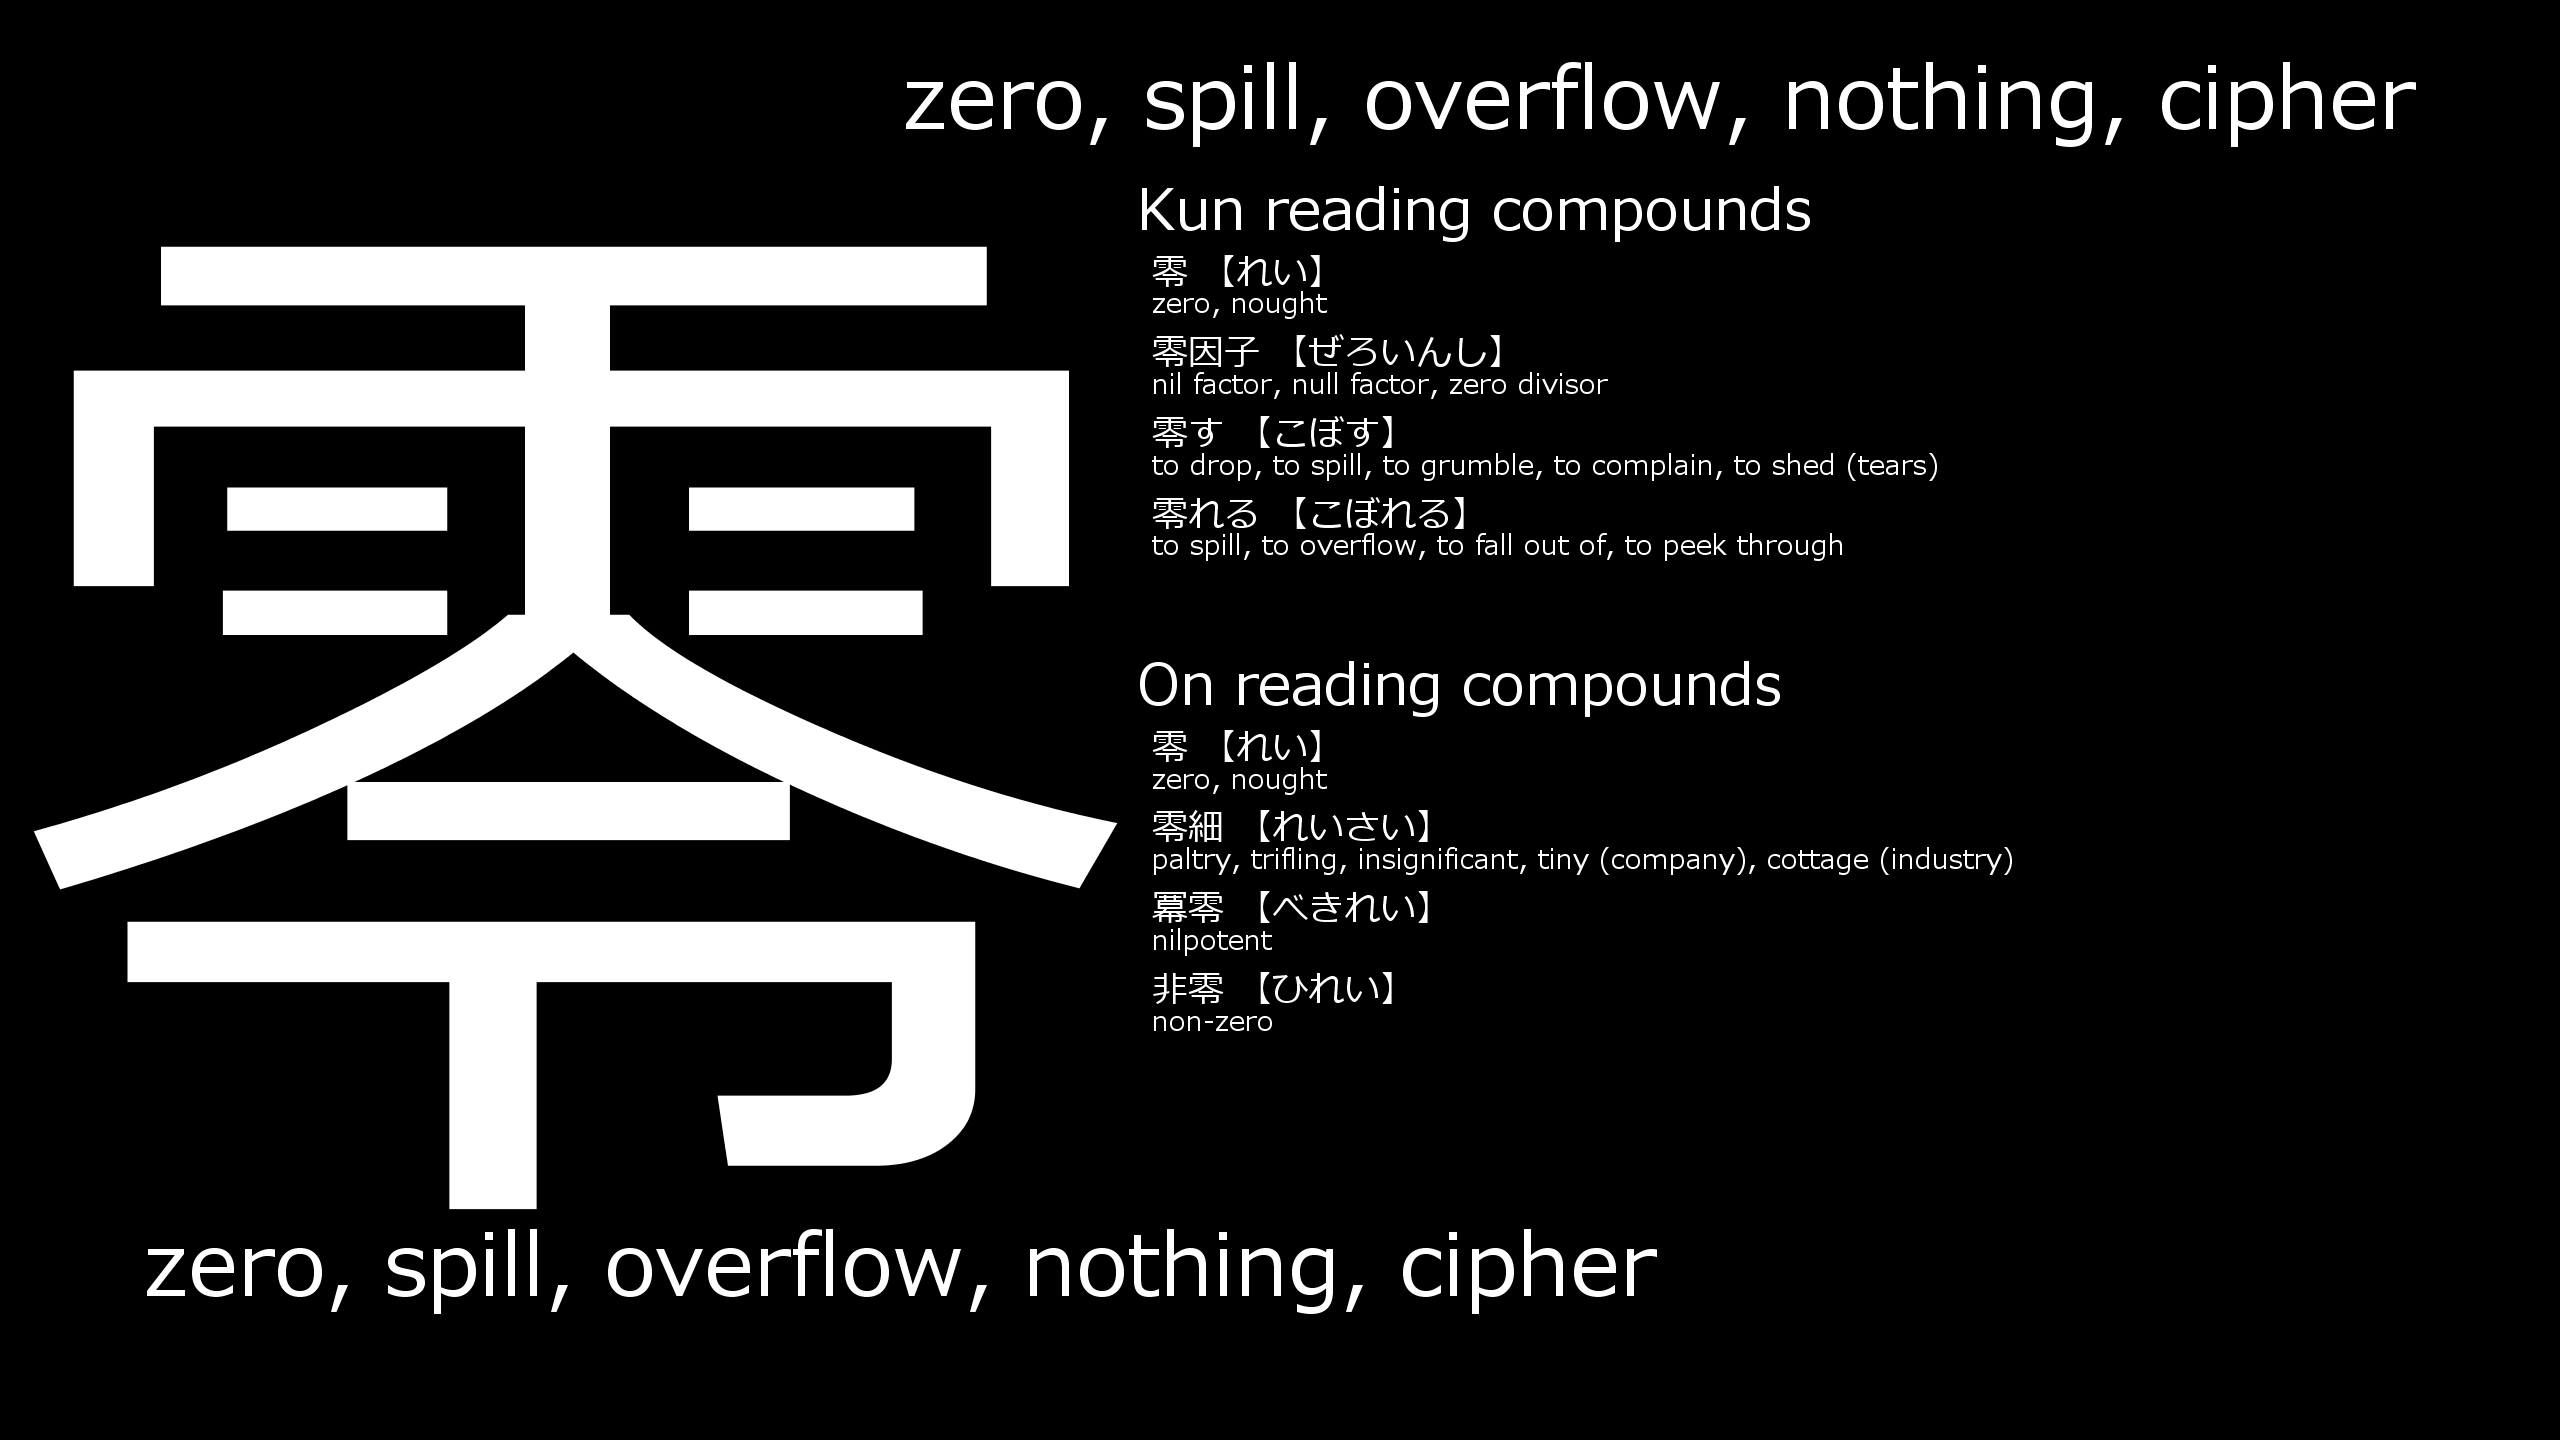 zero, spill, overflow, nothing, cipher
零
Kun reading compounds
零 【れい】
zero, nought
零因子 【ぜろいんし】
nil factor, null factor, zero divisor
零す 【こぼす】
to drop, to spill, to grumble, to complain, to shed (tears)
零れる 【こぼれる】
to spill, to overflow, to fall out of, to peek through
On reading compounds
零 【れい】
zero, nought
零細 【れいさい】
paltry, trifling, insignificant, tiny (company), cottage (industry)
冪零 【べきれい】
nilpotent
非零 【ひれい】
non-zero
zero, spill, overflow, nothing, cipher